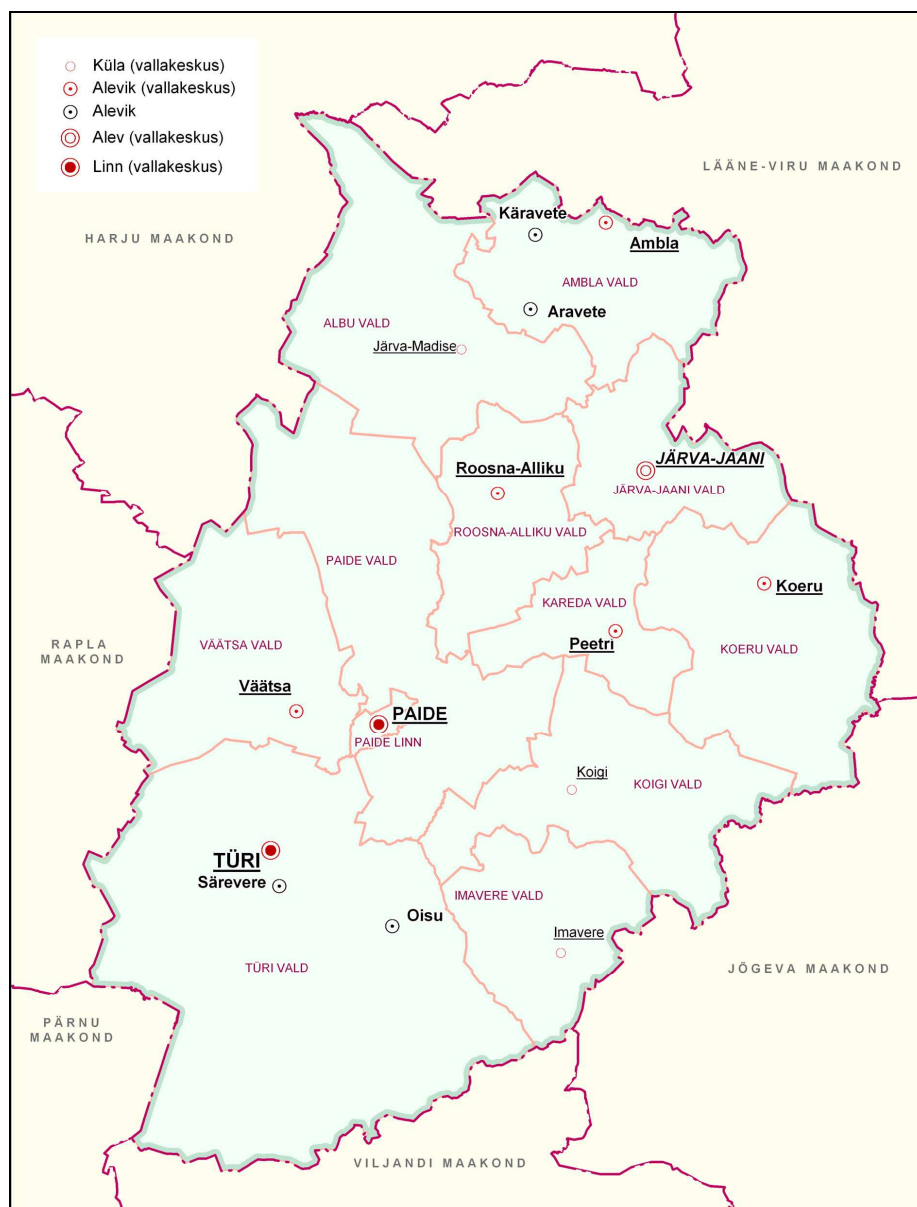 Küla (vallakeskus)
Alevik (vallakeskus)
Alevik
Alev (vallakeskus)
Linn (vallakeskus)
LÄÄNE-VIRU MAAKOND
HARJU MAAKOND
Käravete
Ambla
AMBLA VALD
Aravete
ALBU VALD
Järva-Madise
JÄRVA-JAANI
Roosna-Alliku
JÄRVA-JAANI VALD
ROOSNA-ALLIKU VALD
PAIDE VALD
Koeru
KAREDA VALD
RAPLA
MAAKOND
VÄÄTSA VALD
Peetri
KOERU VALD
Väätsa
PAIDE
PAIDE LINN
Koigi
KOIGI VALD
TÜRI
Särevere
IMAVERE VALD
Oisu
Imavere
TÜRI VALD
JÕGEVA MAAKOND
PÄRNU
MAAKOND
VILJANDI MAAKOND